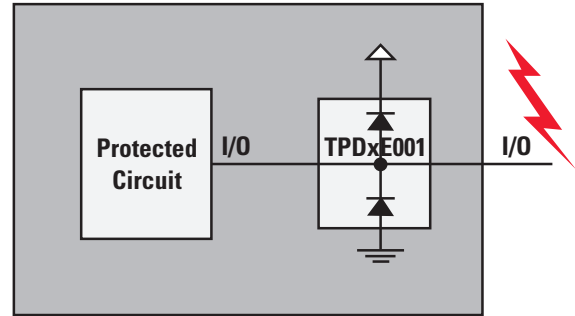 Protected
Circuit
I/O
TPDxE001
I/O